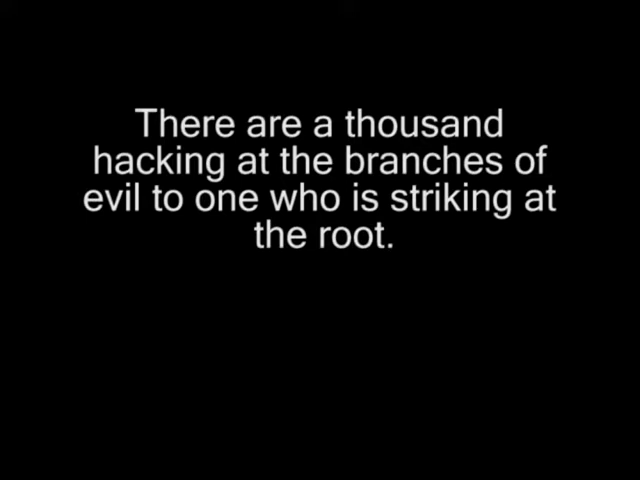 There are a thousand
hacking at the branches of
evil to one who is striking at
the root.